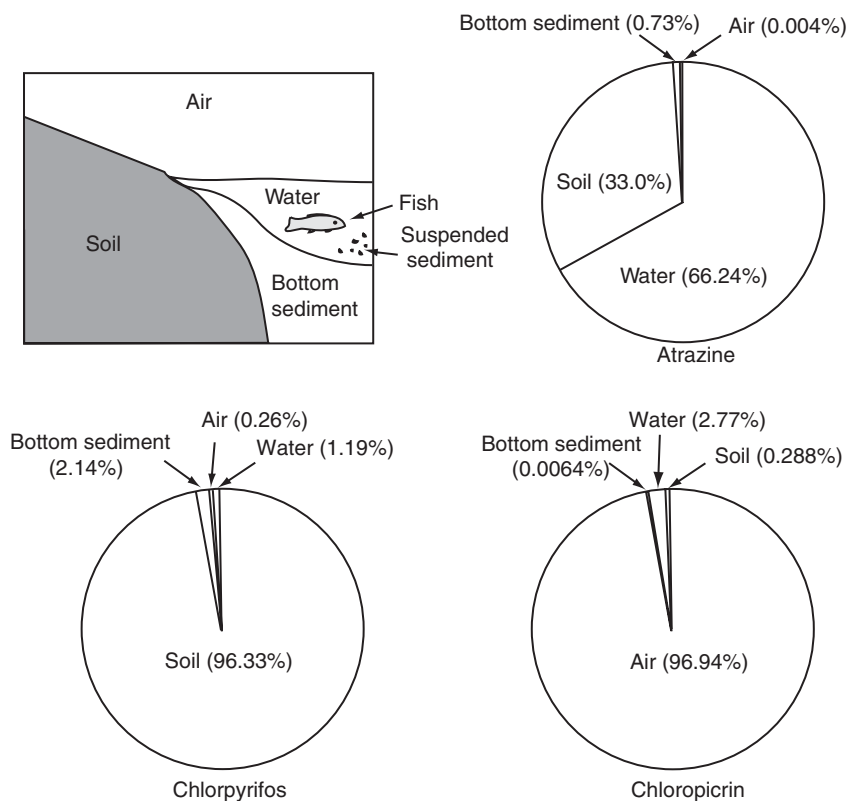 Air
Water
Fish
Soil
Suspended
sediment
Bottom
sediment
Bottom sediment (0.73%)
Air (0.004%)
Soil (33.0%)
Water (66.24%)
Atrazine
Air (0.26%)
Bottom sediment
(2.14%)
Water (1.19%)
Soil (96.33%)
Chlorpyrifos
Water (2.77%)
Bottom sediment
(0.0064%)
Soil (0.288%)
Air (96.94%)
Chloropicrin